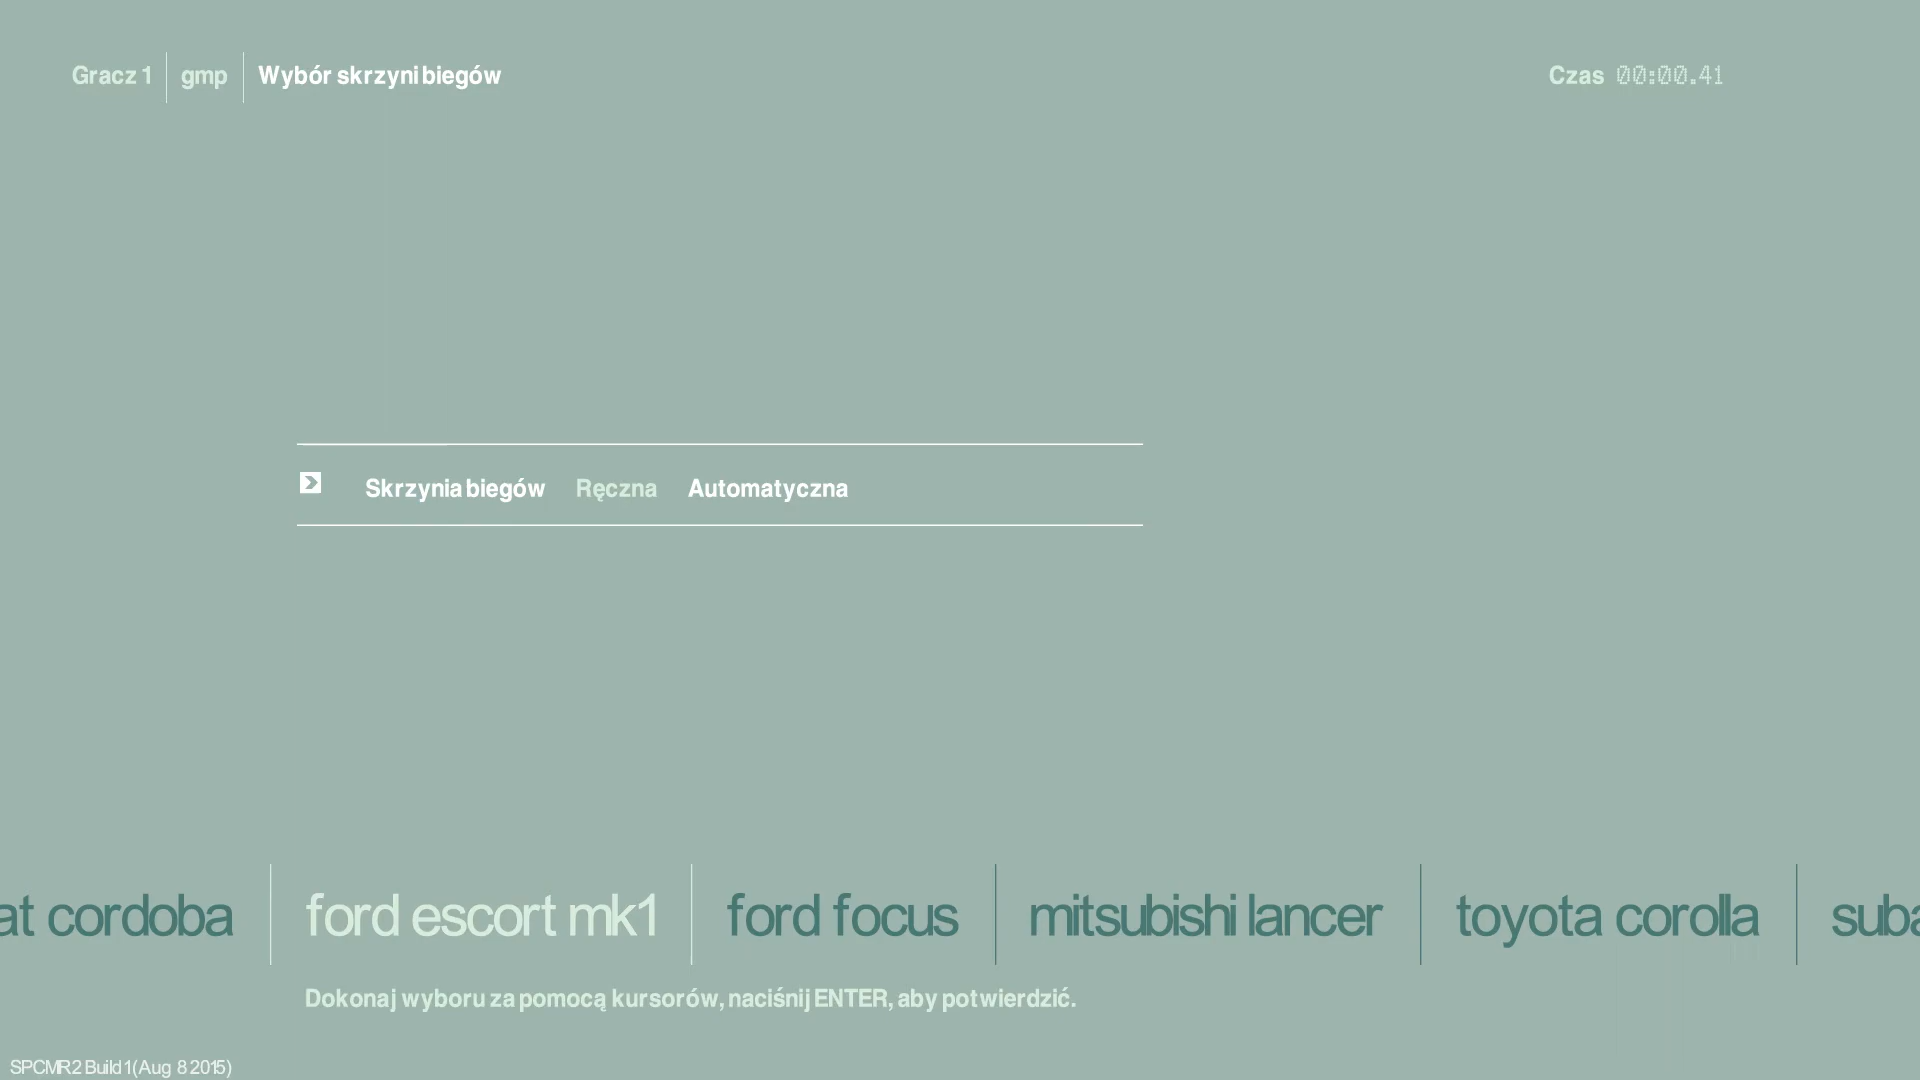 Gracz 1 gmp Wybór skrzyni biegów Czas 00:00.41
Skrzynia biegów Ręczna Automatyczna
at cordoba ford escort mk1 ford focus mitsubishi lancer toyota corolla suba
Dokonaj wyboru za pomocą kursorów, naciśnij ENTER, aby potwierdzić.
SPCMR2 Build 1 (Aug 8 2015)